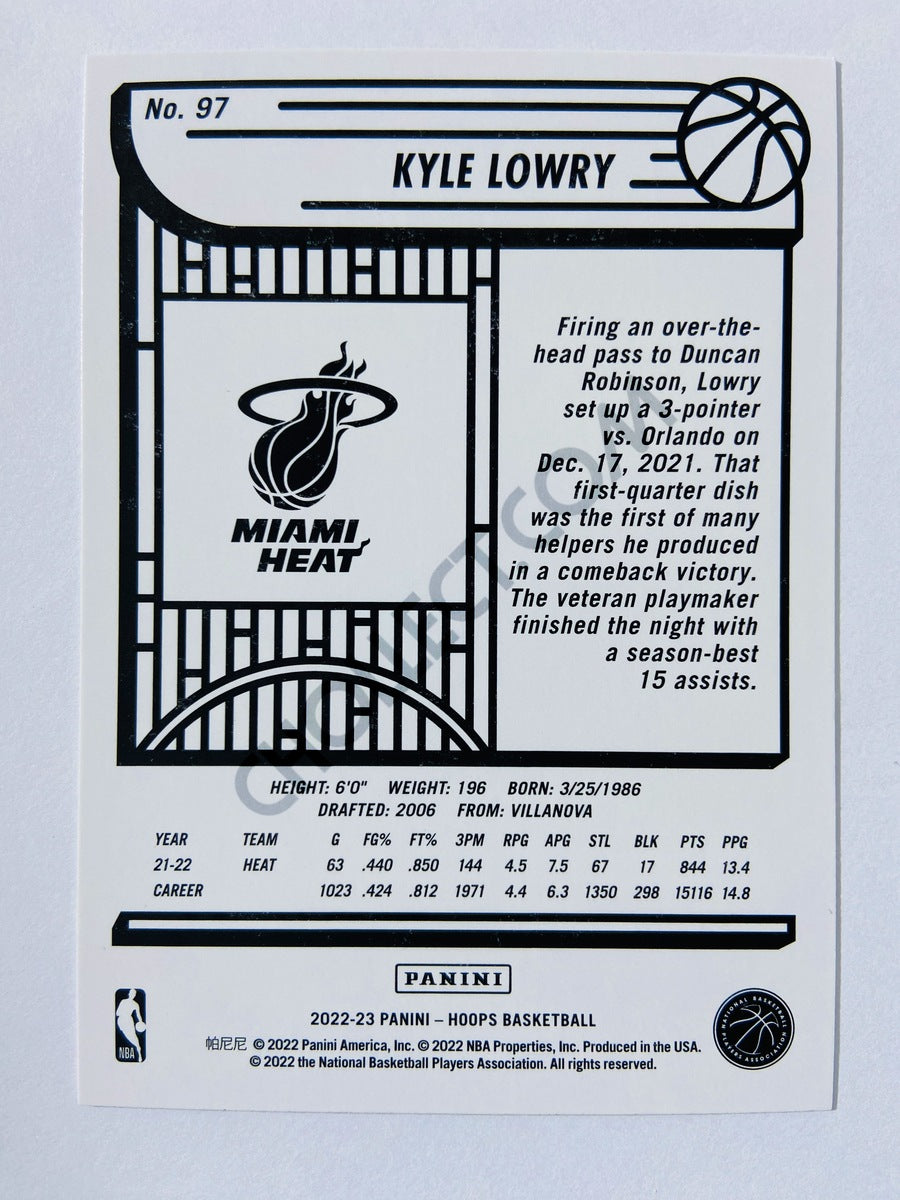 No. 97
KYLE LOWRY
Firing an over-the-
head pass to Duncan
Robinson, Lowry
set up a 3-pointer
vs. Orlando on
Dec. 17, 2021. That
first-quarter dish
was the first of many
helpers he produced
in a comeback victory.
The veteran playmaker
finished the night with
a season-best
15 assists.
MIAMI
HEAT
HEIGHT: 6'0" WEIGHT: 196 BORN: 3/25/1986
DRAFTED: 2006 FROM: VILLANOVA
YEAR TEAM G FG% FT% 3PM RPG APG STL BLK PTS PPG
21-22 HEAT 63 .440 .850 144 4.5 7.5 67 17 844 13.4
CAREER 1023 .424 .812 1971 4.4 6.3 1350 298 15116 14.8
PANINI
2022-23 PANINI – HOOPS BASKETBALL
帕尼尼 © 2022 Panini America, Inc. © 2022 NBA Properties, Inc. Produced in the USA.
© 2022 the National Basketball Players Association. All rights reserved.
NBA
NATIONAL BASKETBALL
PLAYERS ASSOCIATION